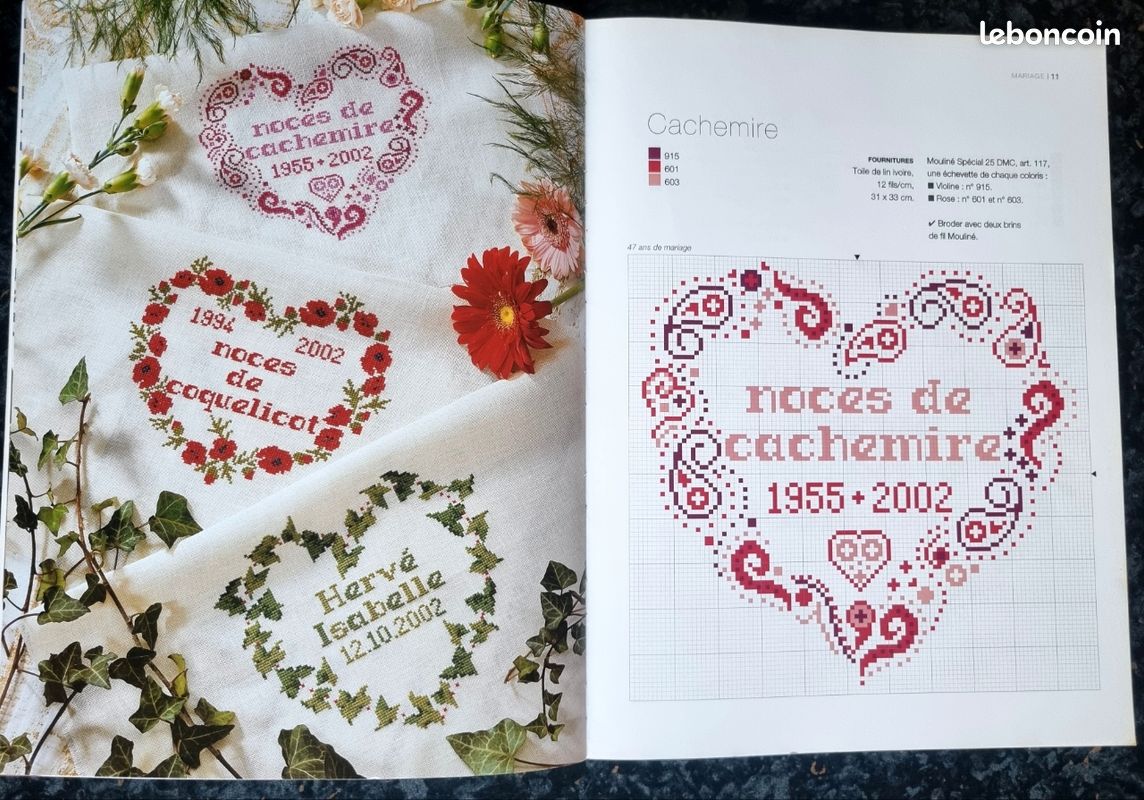 leboncoin
noces de
cachemire
1955 + 2002
1994
2002
noces
de
coquelicot
Hervé
Isabelle
12.10.2002
MARIAGE | 11
Cachemire
915
601
603
FOURNITURES
Toile de lin ivoire,
12 fils/cm,
31 x 33 cm.
Mouliné Spécial 25 DMC, art. 117,
une échevette de chaque coloris :
■ Violine : n° 915.
■ Rose : n° 601 et n° 603.
✓ Broder avec deux brins
de fil Mouliné.
47 ans de mariage
noces de
cachemire
1955 + 2002